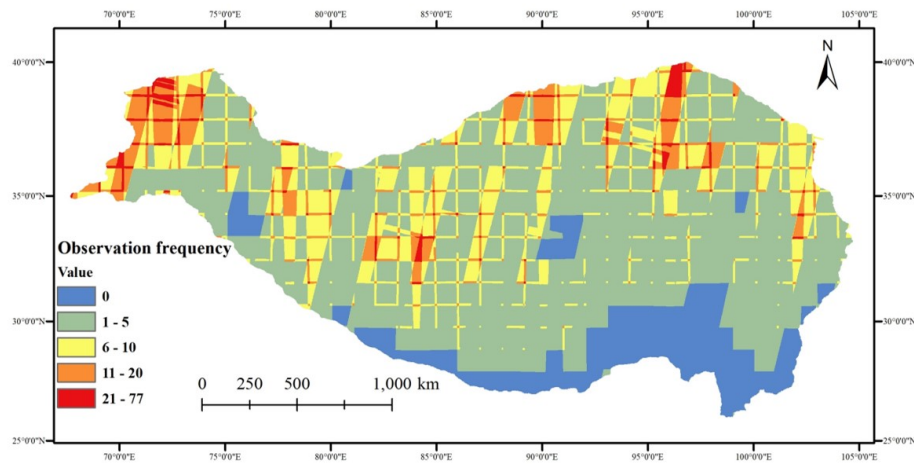 70°0'0"E 75°0'0"E 80°0'0"E 85°0'0"E 90°0'0"E 95°0'0"E 100°0'0"E 105°0'0"E
N
40°0'0"N 40°0'0"N
35°0'0"N 35°0'0"N
Observation frequency
Value
0
1 - 5
6 - 10
11 - 20
21 - 77
30°0'0"N 30°0'0"N
0 250 500 1,000 km
25°0'0"N 25°0'0"N
70°0'0"E 75°0'0"E 80°0'0"E 85°0'0"E 90°0'0"E 95°0'0"E 100°0'0"E 105°0'0"E